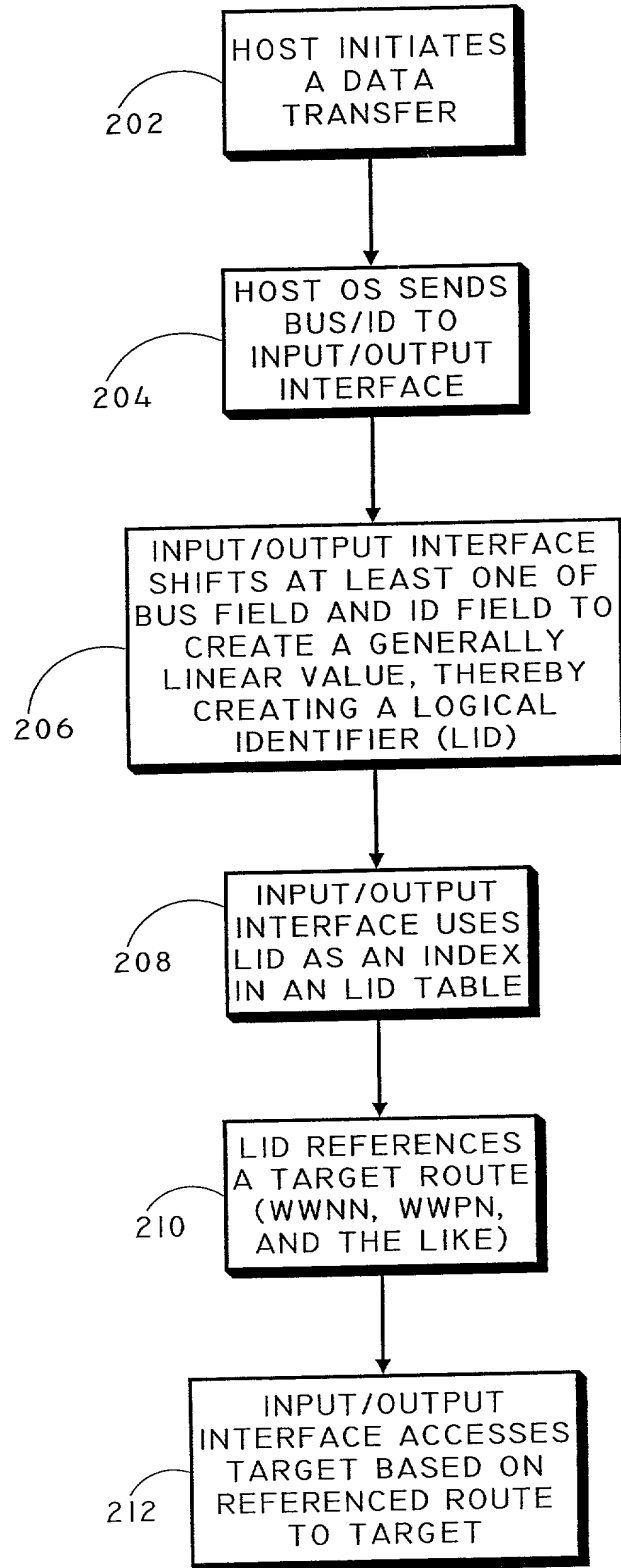 HOST INITIATES
A DATA
TRANSFER
202
HOST OS SENDS
BUS/ID TO
INPUT/OUTPUT
INTERFACE
204
INPUT/OUTPUT INTERFACE
SHIFTS AT LEAST ONE OF
BUS FIELD AND ID FIELD TO
CREATE A GENERALLY
LINEAR VALUE, THEREBY
CREATING A LOGICAL
IDENTIFIER (LID)
206
INPUT/OUTPUT
INTERFACE USES
LID AS AN INDEX
IN AN LID TABLE
208
LID REFERENCES
A TARGET ROUTE
(WWNN, WWPN,
AND THE LIKE)
210
INPUT/OUTPUT
INTERFACE ACCESSES
TARGET BASED ON
REFERENCED ROUTE
TO TARGET
212